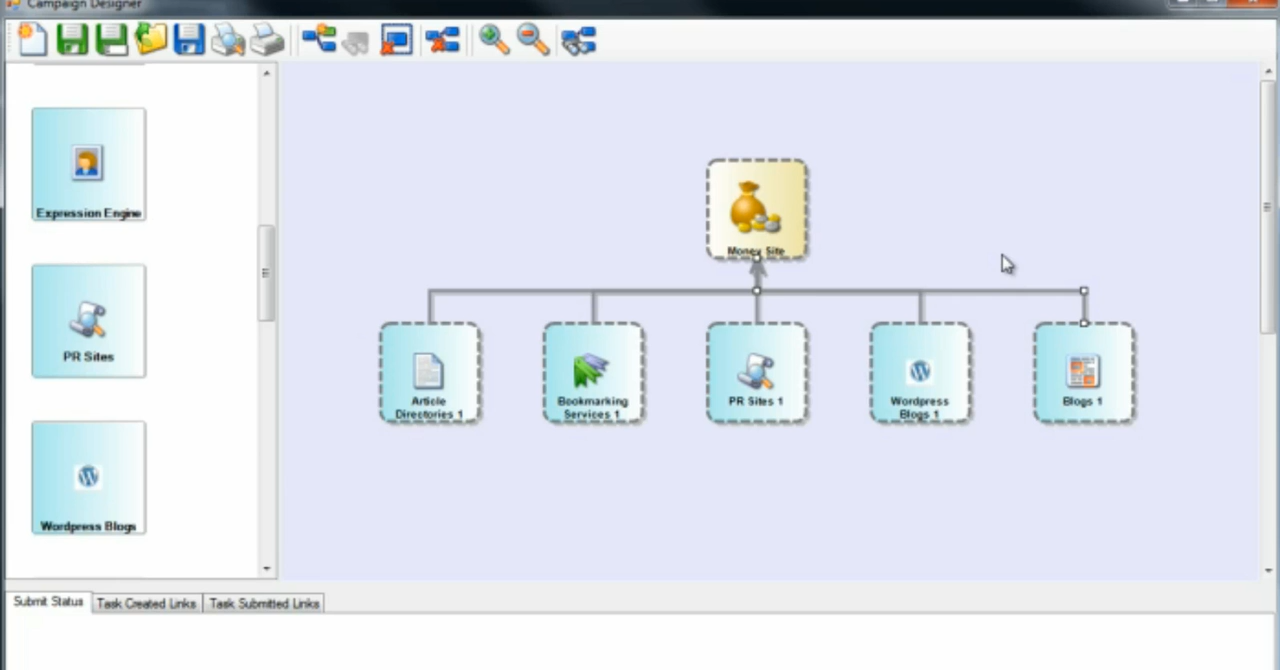 Campaign Designer
Expression Engine
PR Sites
Wordpress Blogs
Money Site
Article
Directories 1
Bookmarking
Services 1
PR Sites 1
Wordpress
Blogs 1
Blogs 1
Submit Status
Task Created Links
Task Submitted Links